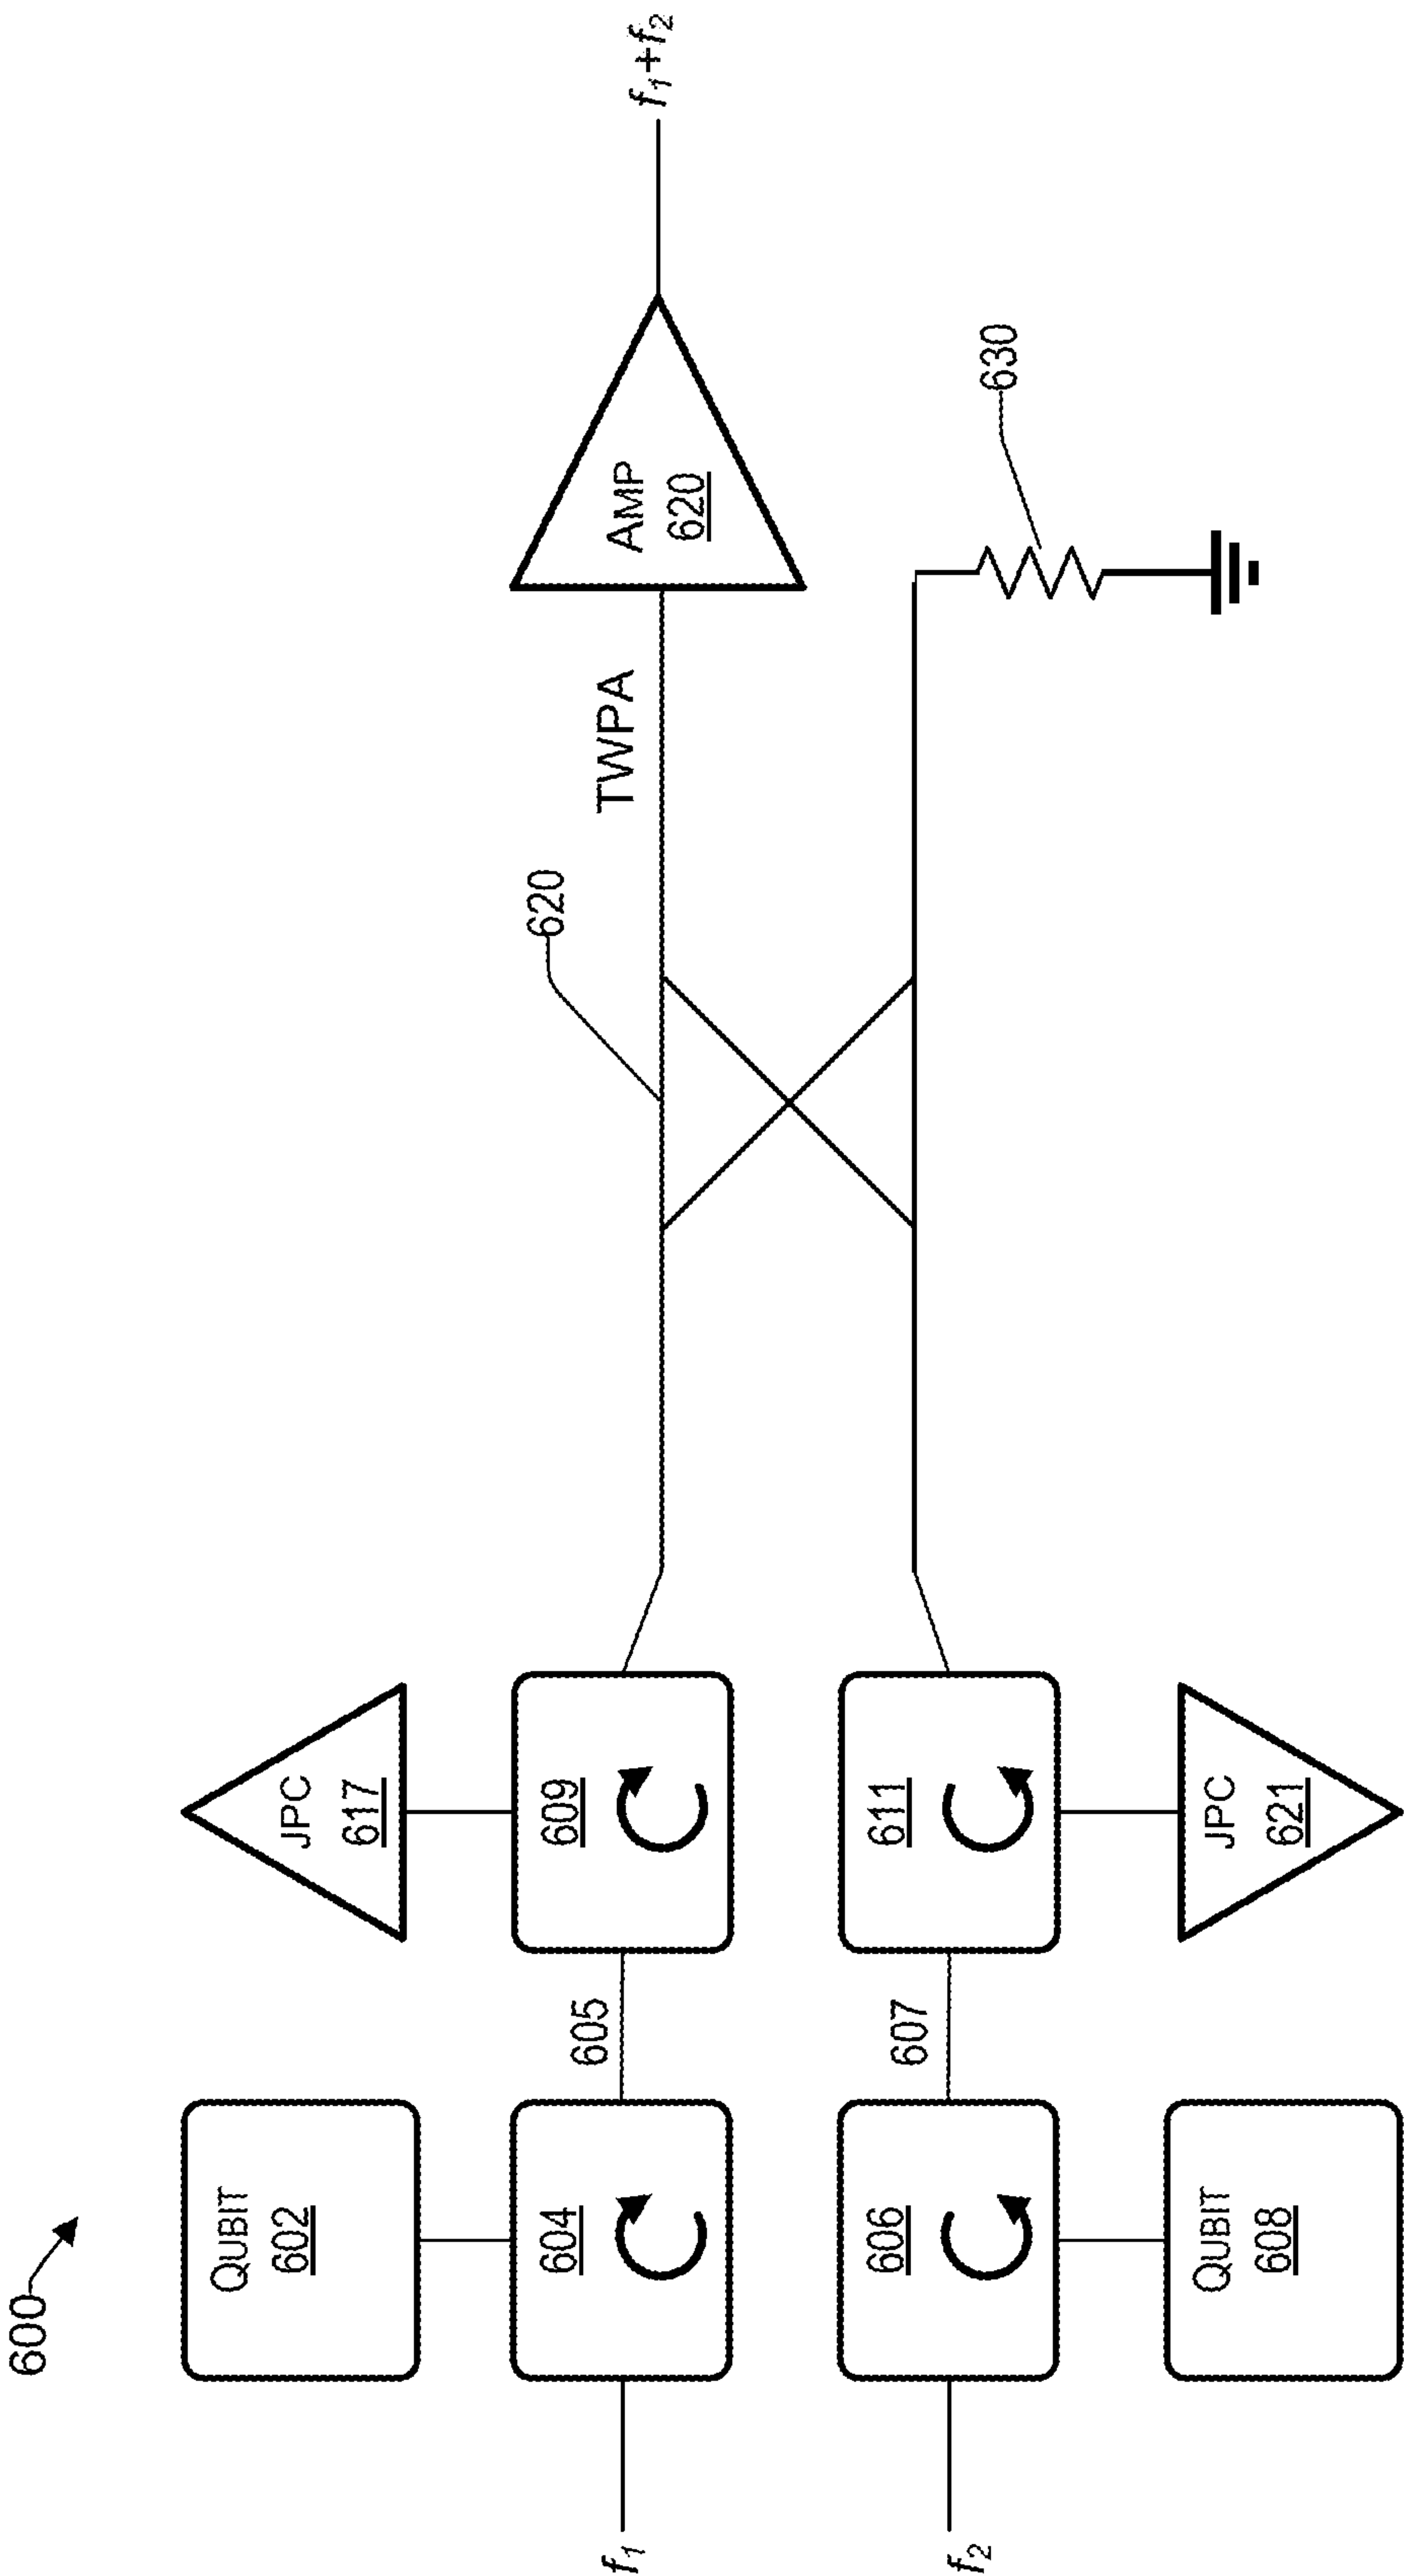 600
QUBIT
602
JPC
617
620
TWPA
AMP
620
f₁+f₂
604
605
609
f₁
630
606
607
611
f₂
QUBIT
608
JPC
621